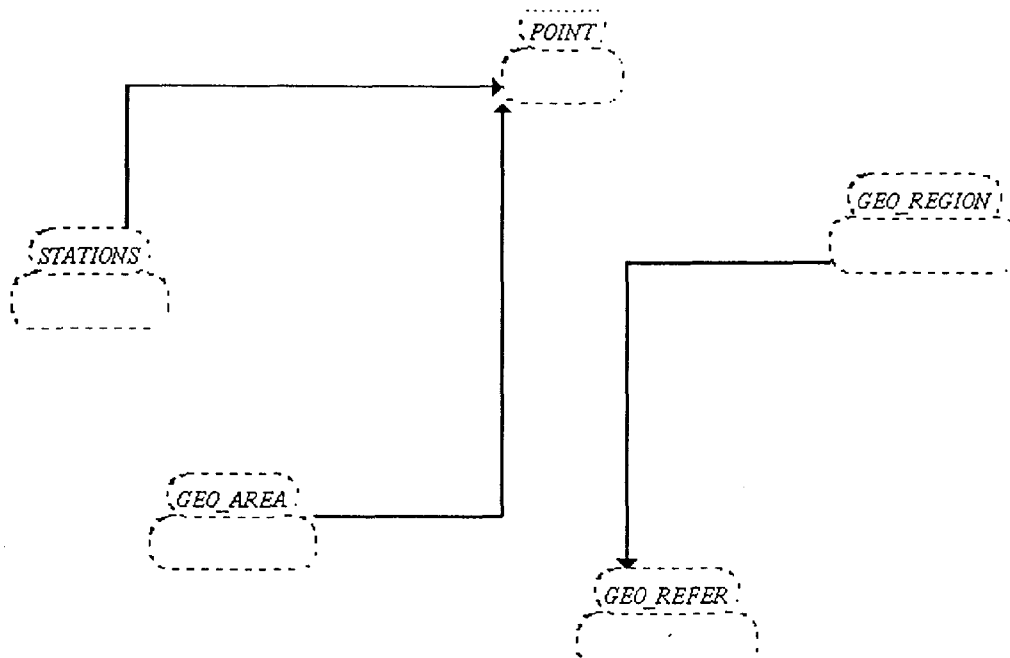 POINT
GEO_REGION
STATIONS
GEO_AREA
GEO_REFER